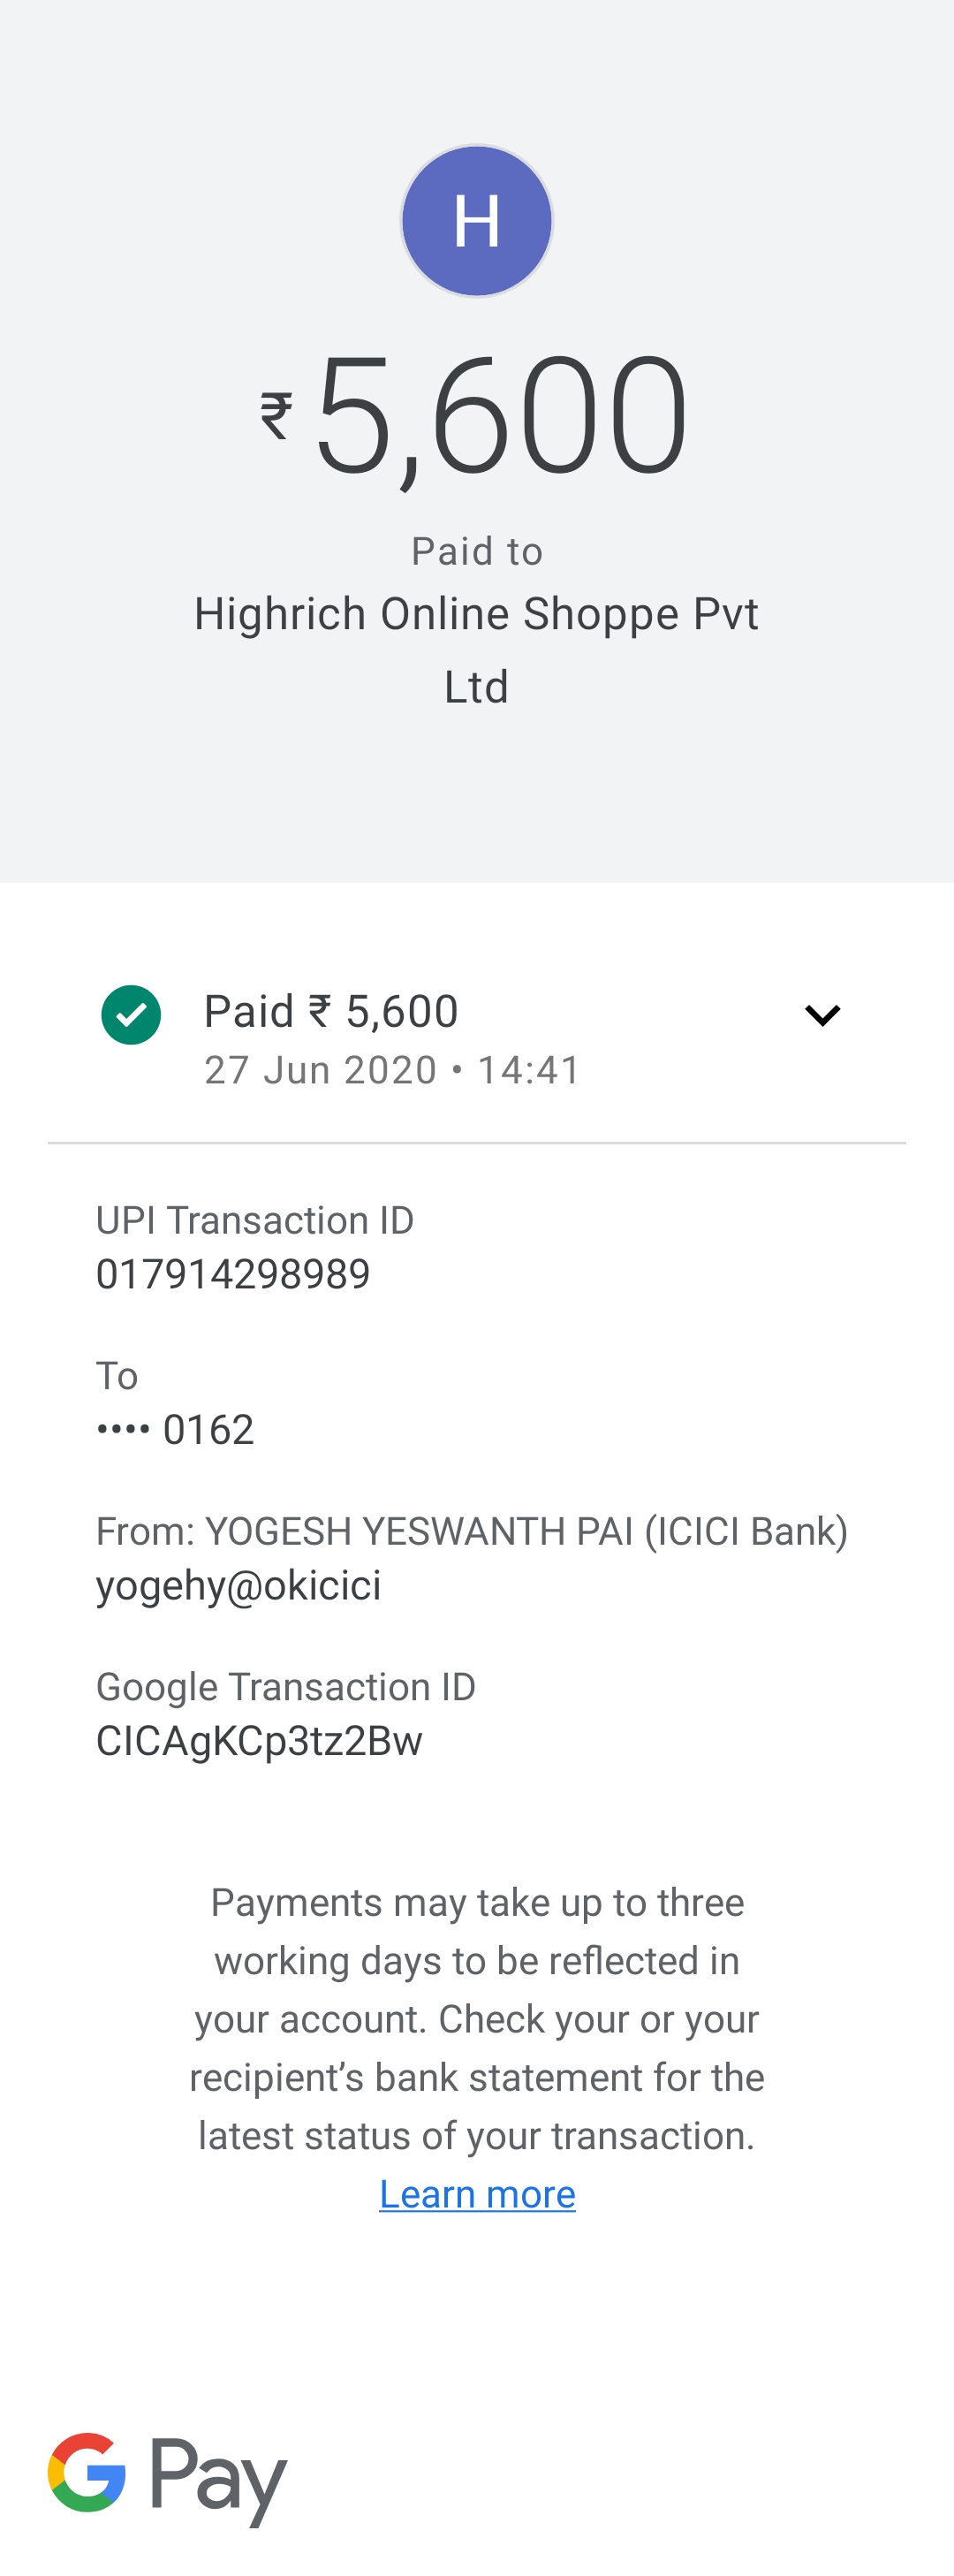 H
₹5,600
Paid to
Highrich Online Shoppe Pvt
Ltd
Paid ₹ 5,600
27 Jun 2020 • 14:41
UPI Transaction ID
017914298989
To
•••• 0162
From: YOGESH YESWANTH PAI (ICICI Bank)
yogehy@okicici
Google Transaction ID
CICAgKCp3tz2Bw
Payments may take up to three
working days to be reflected in
your account. Check your or your
recipient’s bank statement for the
latest status of your transaction.
Learn more
G Pay